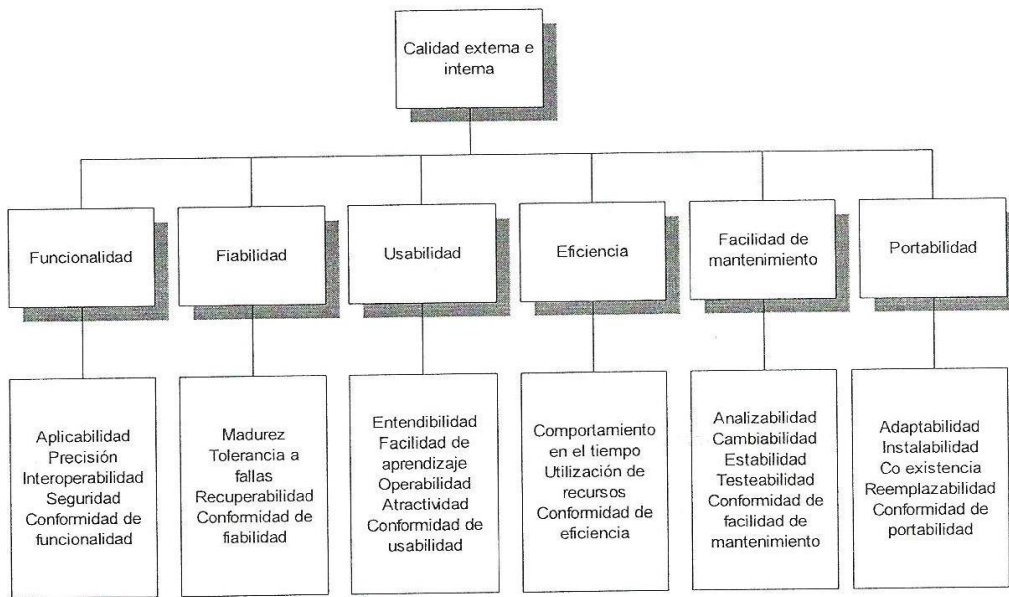 Calidad externa e
interna
Funcionalidad
Fiabilidad
Usabilidad
Eficiencia
Facilidad de
mantenimiento
Portabilidad
Aplicabilidad
Precisión
Interoperabilidad
Seguridad
Conformidad de
funcionalidad
Madurez
Tolerancia a
fallas
Recuperabilidad
Conformidad de
fiabilidad
Entendibilidad
Facilidad de
aprendizaje
Operabilidad
Atractividad
Conformidad de
usabilidad
Comportamiento
en el tiempo
Utilización de
recursos
Conformidad de
eficiencia
Analizabilidad
Cambiabilidad
Estabilidad
Testeabilidad
Conformidad de
facilidad de
mantenimiento
Adaptabilidad
Instalabilidad
Co existencia
Reemplazabilidad
Conformidad de
portabilidad